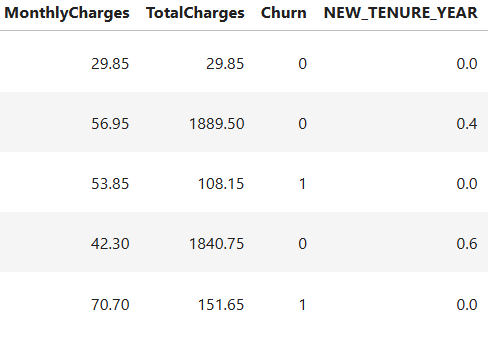 MonthlyCharges TotalCharges Churn NEW_TENURE_YEAR
29.85 29.85 0 0.0
56.95 1889.50 0 0.4
53.85 108.15 1 0.0
42.30 1840.75 0 0.6
70.70 151.65 1 0.0